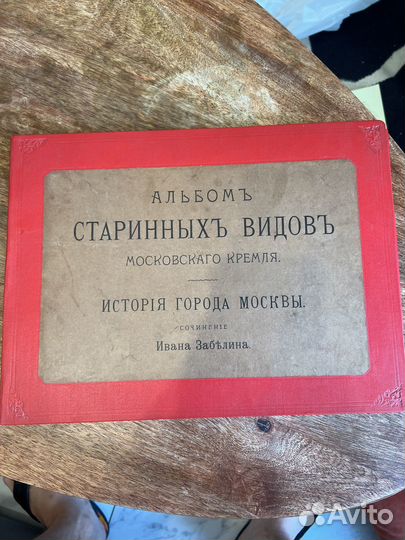 АЛЬБОМЪ
СТАРИННЫХЪ ВИДОВЪ
МОСКОВСКАГО КРЕМЛЯ.
ИСТОРІЯ ГОРОДА МОСКВЫ.
СОЧИНЕНІЕ
Ивана Забѣлина.
Avito